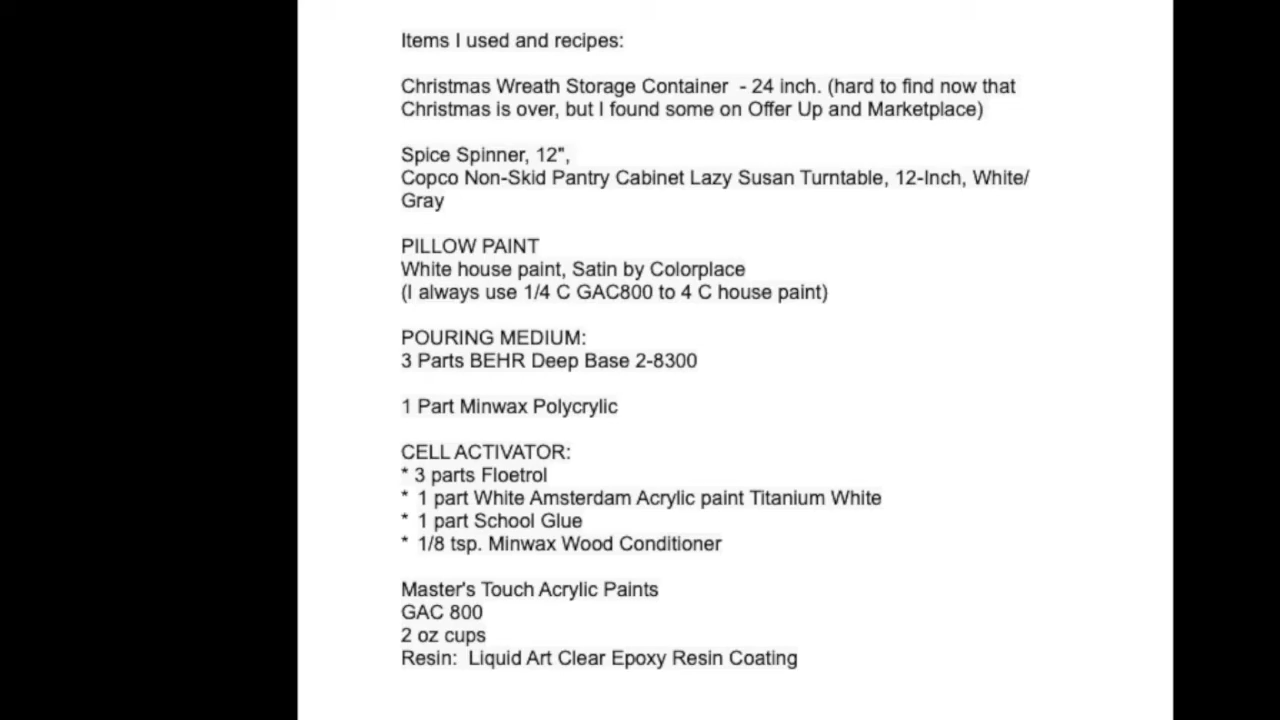 Items I used and recipes:
Christmas Wreath Storage Container - 24 inch. (hard to find now that
Christmas is over, but I found some on Offer Up and Marketplace)
Spice Spinner, 12",
Copco Non-Skid Pantry Cabinet Lazy Susan Turntable, 12-Inch, White/
Gray
PILLOW PAINT
White house paint, Satin by Colorplace
(I always use 1/4 C GAC800 to 4 C house paint)
POURING MEDIUM:
3 Parts BEHR Deep Base 2-8300
1 Part Minwax Polycrylic
CELL ACTIVATOR:
* 3 parts Floetrol
* 1 part White Amsterdam Acrylic paint Titanium White
* 1 part School Glue
* 1/8 tsp. Minwax Wood Conditioner
Master's Touch Acrylic Paints
GAC 800
2 oz cups
Resin: Liquid Art Clear Epoxy Resin Coating